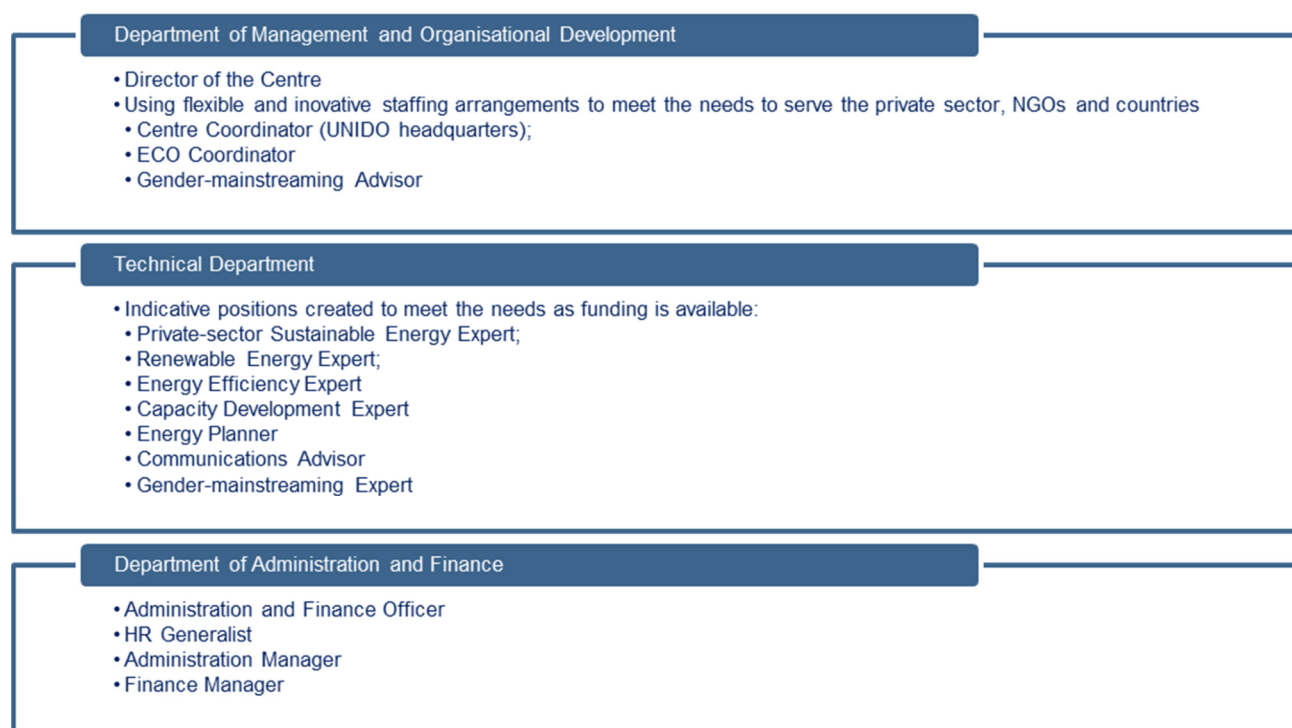 Department of Management and Organisational Development
• Director of the Centre
• Using flexible and inovative staffing arrangements to meet the needs to serve the private sector, NGOs and countries
• Centre Coordinator (UNIDO headquarters);
• ECO Coordinator
• Gender-mainstreaming Advisor
Technical Department
• Indicative positions created to meet the needs as funding is available:
• Private-sector Sustainable Energy Expert;
• Renewable Energy Expert;
• Energy Efficiency Expert
• Capacity Development Expert
• Energy Planner
• Communications Advisor
• Gender-mainstreaming Expert
Department of Administration and Finance
• Administration and Finance Officer
• HR Generalist
• Administration Manager
• Finance Manager